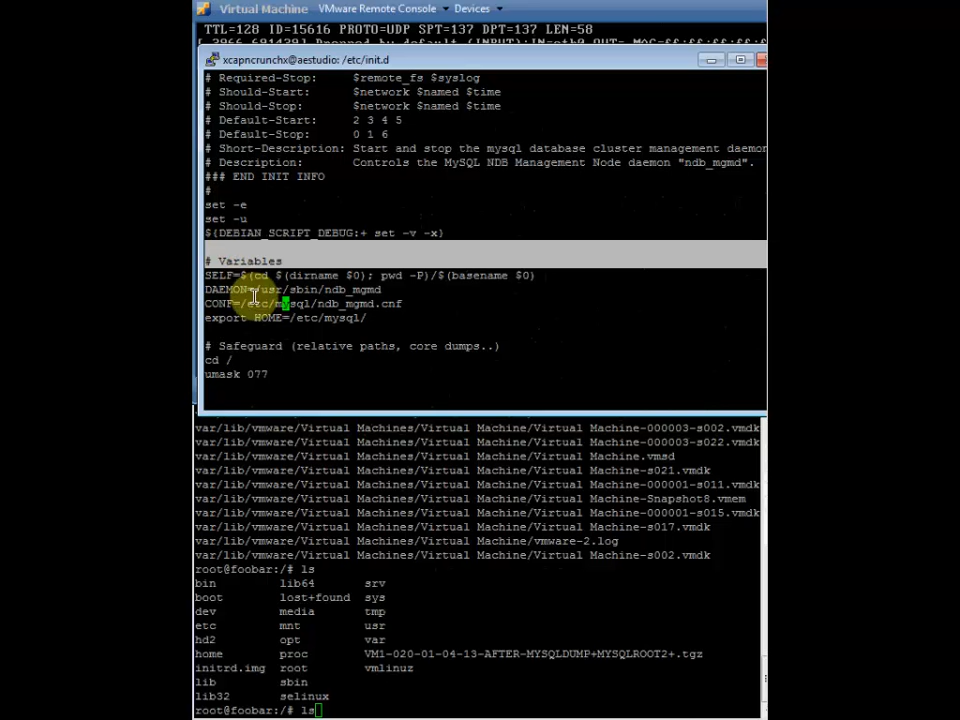 Virtual Machine VMware Remote Console Devices
TTL=128 ID=15616 PROTO=UDP SPT=137 DPT=137 LEN=58
xcapncrunchx@aestudio: /etc/init.d
# Required-Stop: $remote_fs $syslog
# Should-Start: $network $named $time
# Should-Stop: $network $named $time
# Default-Start: 2 3 4 5
# Default-Stop: 0 1 6
# Short-Description: Start and stop the mysql database cluster management daemon
# Description: Controls the MySQL NDB Management Node daemon "ndb_mgmd".
### END INIT INFO
#
set -e
set -u
${DEBIAN_SCRIPT_DEBUG:+ set -v -x}
# Variables
SELF=$(cd $(dirname $0); pwd -P)/$(basename $0)
DAEMON=/usr/sbin/ndb_mgmd
CONF=/etc/mysql/ndb_mgmd.cnf
export HOME=/etc/mysql/
# Safeguard (relative paths, core dumps..)
cd /
umask 077
var/lib/vmware/Virtual Machines/Virtual Machine/Virtual Machine-000003-s002.vmdk
var/lib/vmware/Virtual Machines/Virtual Machine/Virtual Machine-000003-s022.vmdk
var/lib/vmware/Virtual Machines/Virtual Machine/Virtual Machine.vmsd
var/lib/vmware/Virtual Machines/Virtual Machine/Virtual Machine-s021.vmdk
var/lib/vmware/Virtual Machines/Virtual Machine/Virtual Machine-000001-s011.vmdk
var/lib/vmware/Virtual Machines/Virtual Machine/Virtual Machine-Snapshot8.vmem
var/lib/vmware/Virtual Machines/Virtual Machine/Virtual Machine-000001-s015.vmdk
var/lib/vmware/Virtual Machines/Virtual Machine/Virtual Machine-s017.vmdk
var/lib/vmware/Virtual Machines/Virtual Machine/vmware-2.log
var/lib/vmware/Virtual Machines/Virtual Machine/Virtual Machine-s002.vmdk
root@foobar:/# ls
bin lib64 srv
boot lost+found sys
dev media tmp
etc mnt usr
hd2 opt var
home proc VM1-020-01-04-13-AFTER-MYSQLDUMP+MYSQLROOT2+.tgz
initrd.img root vmlinuz
lib sbin
lib32 selinux
root@foobar:/# ls